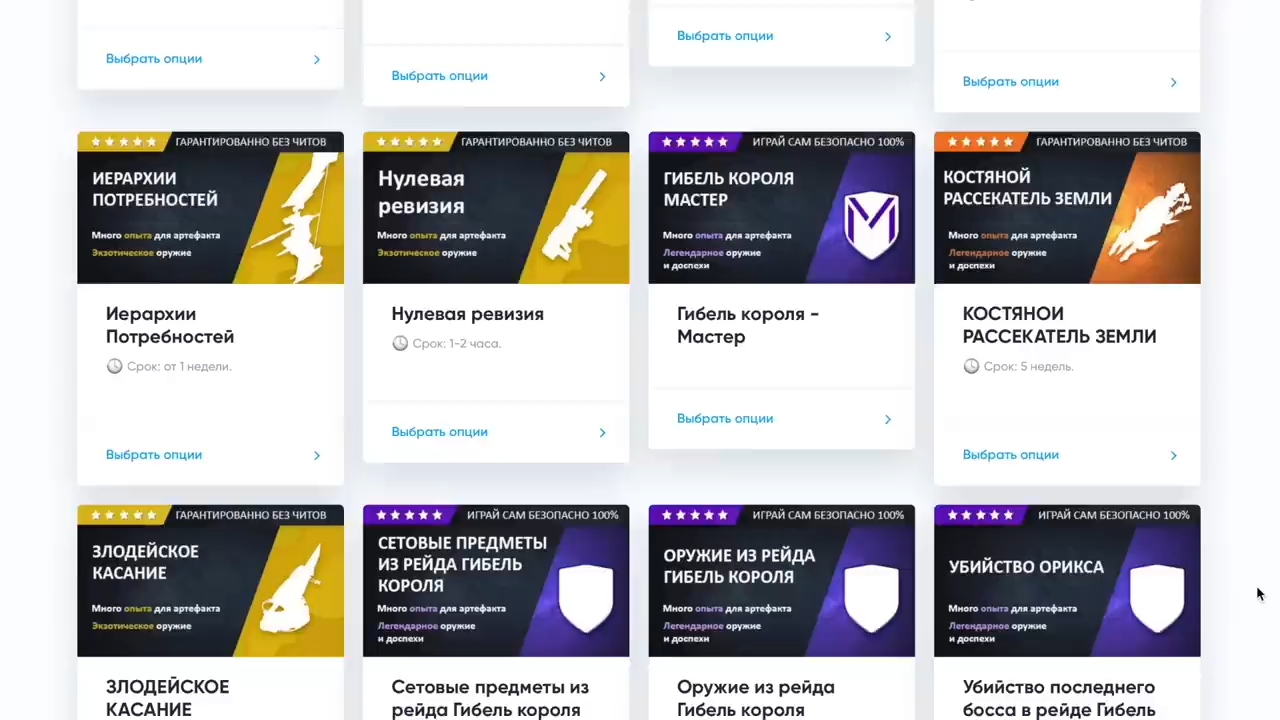 Выбрать опции
Выбрать опции
Выбрать опции
Выбрать опции
ГАРАНТИРОВАННО БЕЗ ЧИТОВ
ИЕРАРХИИ
ПОТРЕБНОСТЕЙ
Много опыта для артефакта
Экзотическое оружие
Иерархии
Потребностей
Срок: от 1 недели.
Выбрать опции
ГАРАНТИРОВАННО БЕЗ ЧИТОВ
Нулевая
ревизия
Много опыта для артефакта
Экзотическое оружие
Нулевая ревизия
Срок: 1-2 часа.
Выбрать опции
ИГРАЙ САМ БЕЗОПАСНО 100%
ГИБЕЛЬ КОРОЛЯ
МАСТЕР
Много опыта для артефакта
Легендарное оружие
и доспехи
Гибель короля -
Мастер
Выбрать опции
ГАРАНТИРОВАННО БЕЗ ЧИТОВ
КОСТЯНОЙ
РАССЕКАТЕЛЬ ЗЕМЛИ
Много опыта для артефакта
Легендарное оружие
и доспехи
КОСТЯНОИ
РАССЕКАТЕЛЬ ЗЕМЛИ
Срок: 5 недель.
Выбрать опции
ГАРАНТИРОВАННО БЕЗ ЧИТОВ
ЗЛОДЕЙСКОЕ
КАСАНИЕ
Много опыта для артефакта
Экзотическое оружие
ЗЛОДЕЙСКОЕ
КАСАНИЕ
ИГРАЙ САМ БЕЗОПАСНО 100%
СЕТОВЫЕ ПРЕДМЕТЫ
ИЗ РЕЙДА ГИБЕЛЬ
КОРОЛЯ
Много опыта для артефакта
Легендарное оружие
и доспехи
Сетовые предметы из
рейда Гибель короля
ИГРАЙ САМ БЕЗОПАСНО 100%
ОРУЖИЕ ИЗ РЕЙДА
ГИБЕЛЬ КОРОЛЯ
Много опыта для артефакта
Легендарное оружие
и доспехи
Оружие из рейда
Гибель короля
ИГРАЙ САМ БЕЗОПАСНО 100%
УБИЙСТВО ОРИКСА
Много опыта для артефакта
Легендарное оружие
и доспехи
Убийство последнего
босса в рейде Гибель